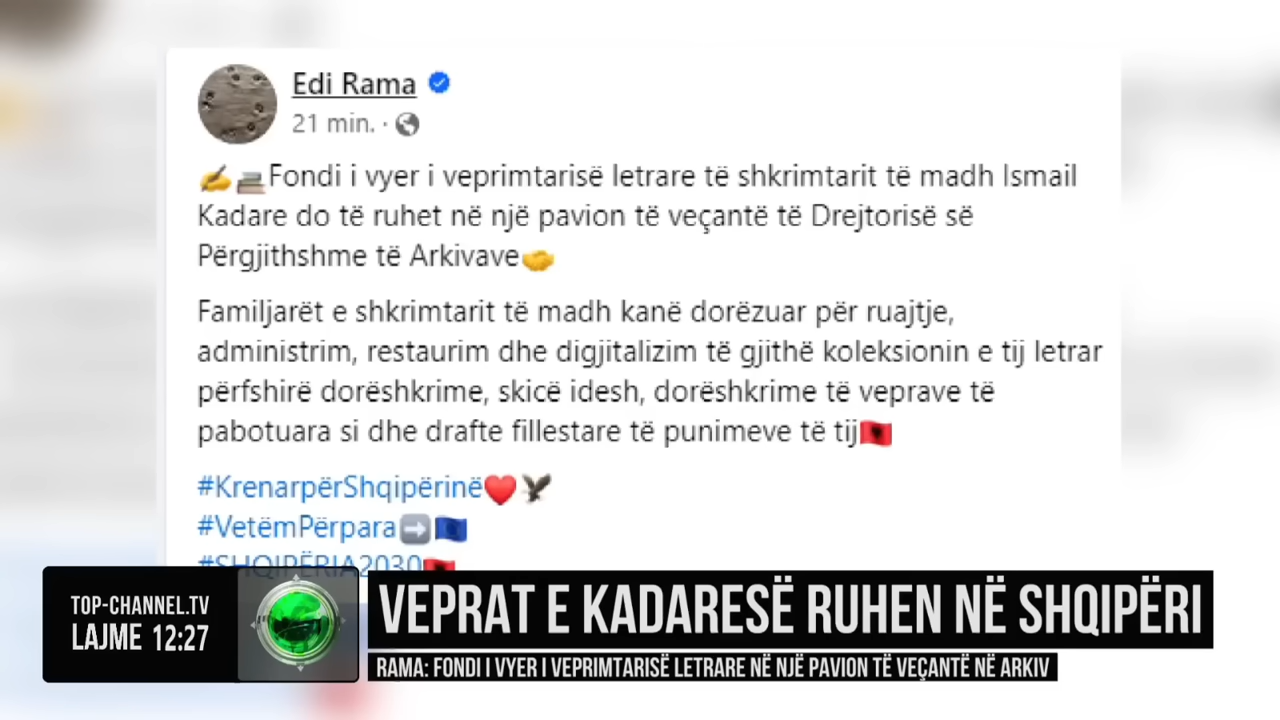 Edi Rama
21 min. ·
✍️📚Fondi i vyer i veprimtarisë letrare të shkrimtarit të madh Ismail
Kadare do të ruhet në një pavion të veçantë të Drejtorisë së
Përgjithshme të Arkivave🤝
Familjarët e shkrimtarit të madh kanë dorëzuar për ruajtje,
administrim, restaurim dhe digjitalizim të gjithë koleksionin e tij letrar
përfshirë dorëshkrime, skicë idesh, dorëshkrime të veprave të
pabotuara si dhe drafte fillestare të punimeve të tij🇦🇱
#KrenarpërShqipërinë❤️🦅
#VetëmPërpara➡️🇪🇺
#SHQIPËRIA2030🇦🇱
TOP-CHANNEL.TV
LAJME 12:27
VEPRAT E KADARESË RUHEN NË SHQIPËRI
RAMA: FONDI I VYER I VEPRIMTARISË LETRARE NË NJË PAVION TË VEÇANTË NË ARKIV